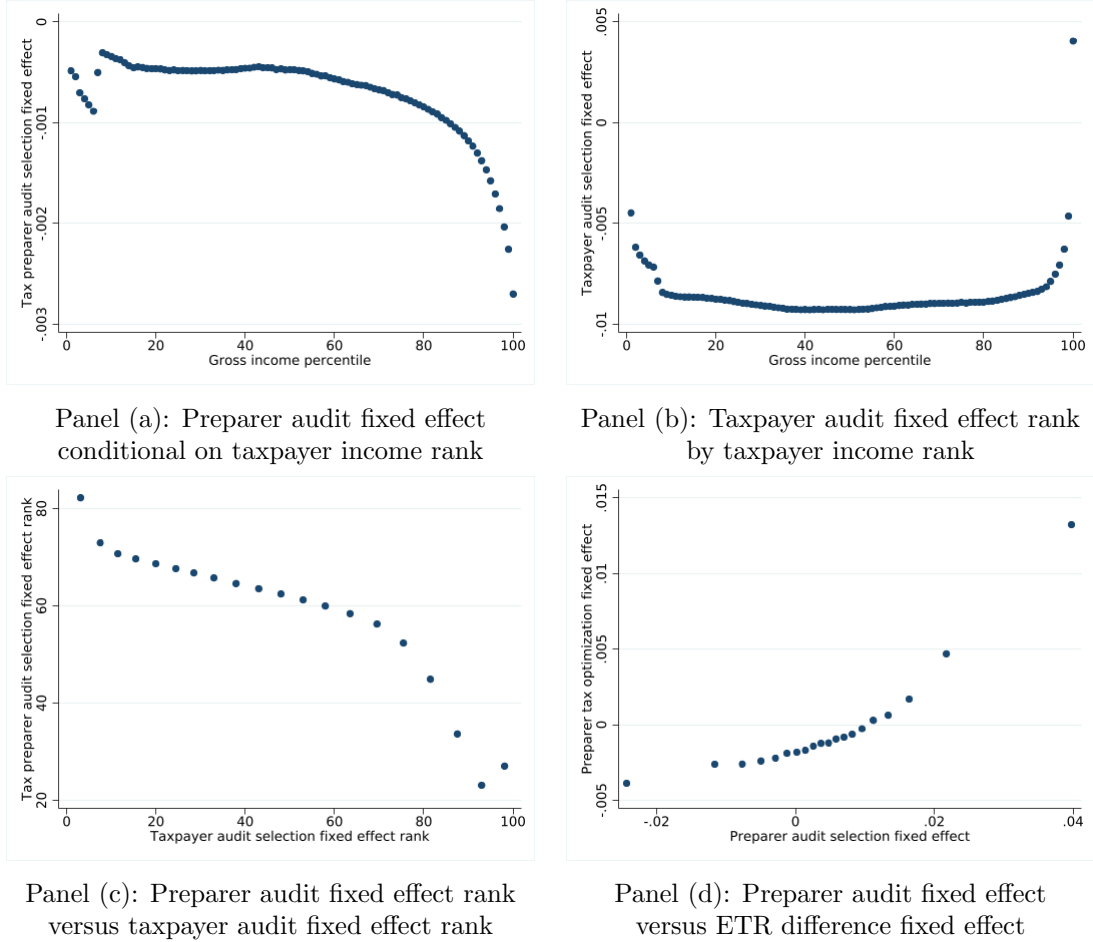 Tax preparer audit selection fixed effect
0
-.001
-.002
-.003
0 20 40 60 80 100
Gross income percentile
Panel (a): Preparer audit fixed effect
conditional on taxpayer income rank
Taxpayer audit selection fixed effect
.005
0
-.005
-.01
0 20 40 60 80 100
Gross income percentile
Panel (b): Taxpayer audit fixed effect rank
by taxpayer income rank
Tax preparer audit selection fixed effect rank
80
60
40
20
0 20 40 60 80 100
Taxpayer audit selection fixed effect rank
Panel (c): Preparer audit fixed effect rank
versus taxpayer audit fixed effect rank
Preparer tax optimization fixed effect
.015
.01
.005
0
-.005
-.02 0 .02 .04
Preparer audit selection fixed effect
Panel (d): Preparer audit fixed effect
versus ETR difference fixed effect